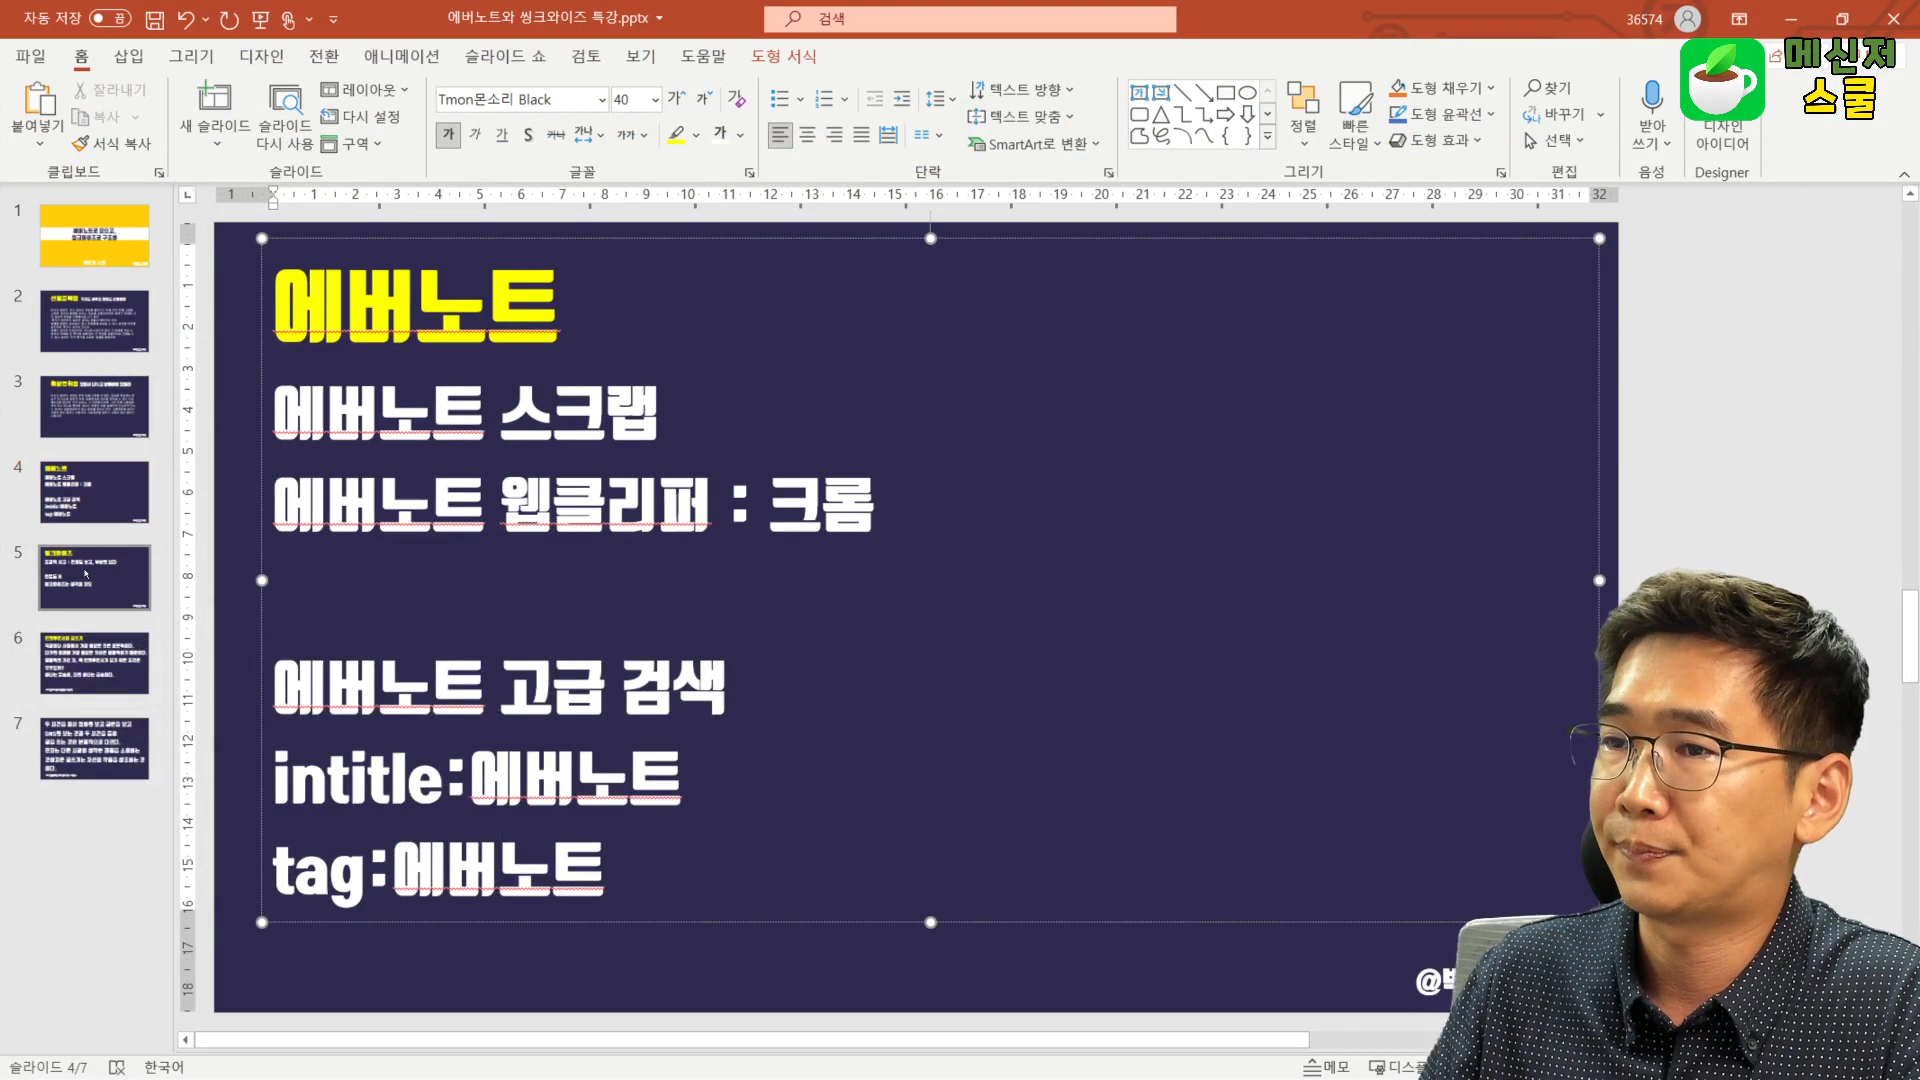 자동 저장 끔
에버노트와 씽크와이즈 특강.pptx
검색
36574
파일 홈 삽입 그리기 디자인 전환 애니메이션 슬라이드 쇼 검토 보기 도움말 도형 서식
메신저
스쿨
붙여넣기
잘라내기
복사
서식 복사
클립보드
새 슬라이드
슬라이드
다시 사용
레이아웃
다시 설정
구역
슬라이드
Tmon몬소리 Black 40
글꼴
텍스트 방향
텍스트 맞춤
SmartArt로 변환
단락
정렬
빠른
스타일
도형 채우기
도형 윤곽선
도형 효과
그리기
찾기
바꾸기
선택
편집
받아
쓰기
음성
디자인
아이디어
Designer
1
2
3
4
5
6
7
에버노트
에버노트 스크랩
에버노트 웹클리퍼 : 크롬
에버노트 고급 검색
intitle:에버노트
tag:에버노트
슬라이드 4/7 한국어
메모